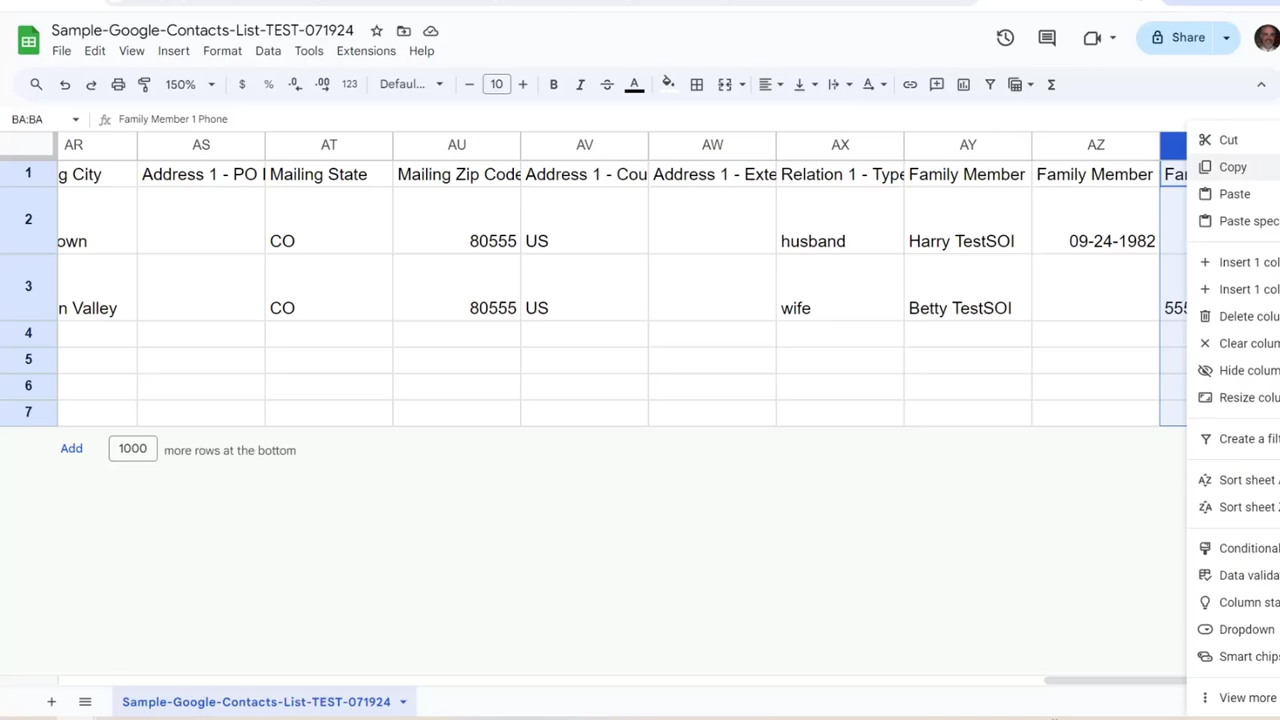 Sample-Google-Contacts-List-TEST-071924
File Edit View Insert Format Data Tools Extensions Help
Share
150% $ % .0 .00 123 Defaul... 10 B I A
BA:BA fx Family Member 1 Phone
AR AS AT AU AV AW AX AY AZ
1 g City Address 1 - PO Mailing State Mailing Zip Code Address 1 - Cou Address 1 - Exte Relation 1 - Type Family Member Family Member
2 own CO 80555 US husband Harry TestSOI 09-24-1982
3 n Valley CO 80555 US wife Betty TestSOI 555
4
5
6
7
Add 1000 more rows at the bottom
Cut
Copy
Paste
Paste spec
Insert 1 col
Insert 1 col
Delete colu
Clear colum
Hide colum
Resize colu
Create a filt
Sort sheet
Sort sheet
Conditional
Data valida
Column sta
Dropdown
Smart chips
View more
Sample-Google-Contacts-List-TEST-071924